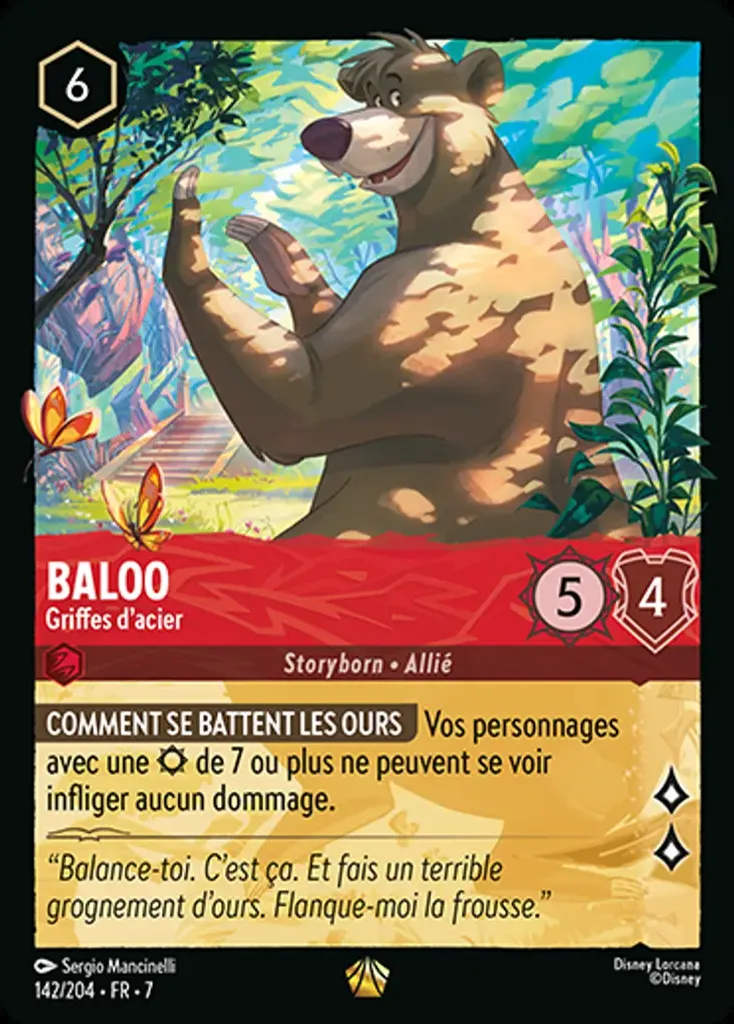 6
BALOO
Griffes d'acier
5
4
Storyborn • Allié
COMMENT SE BATTENT LES OURS Vos personnages
avec une de 7 ou plus ne peuvent se voir
infliger aucun dommage.
“Balance-toi. C'est ça. Et fais un terrible
grognement d'ours. Flanque-moi la frousse.”
Sergio Mancinelli
142/204 • FR • 7
Disney Lorcana
©Disney